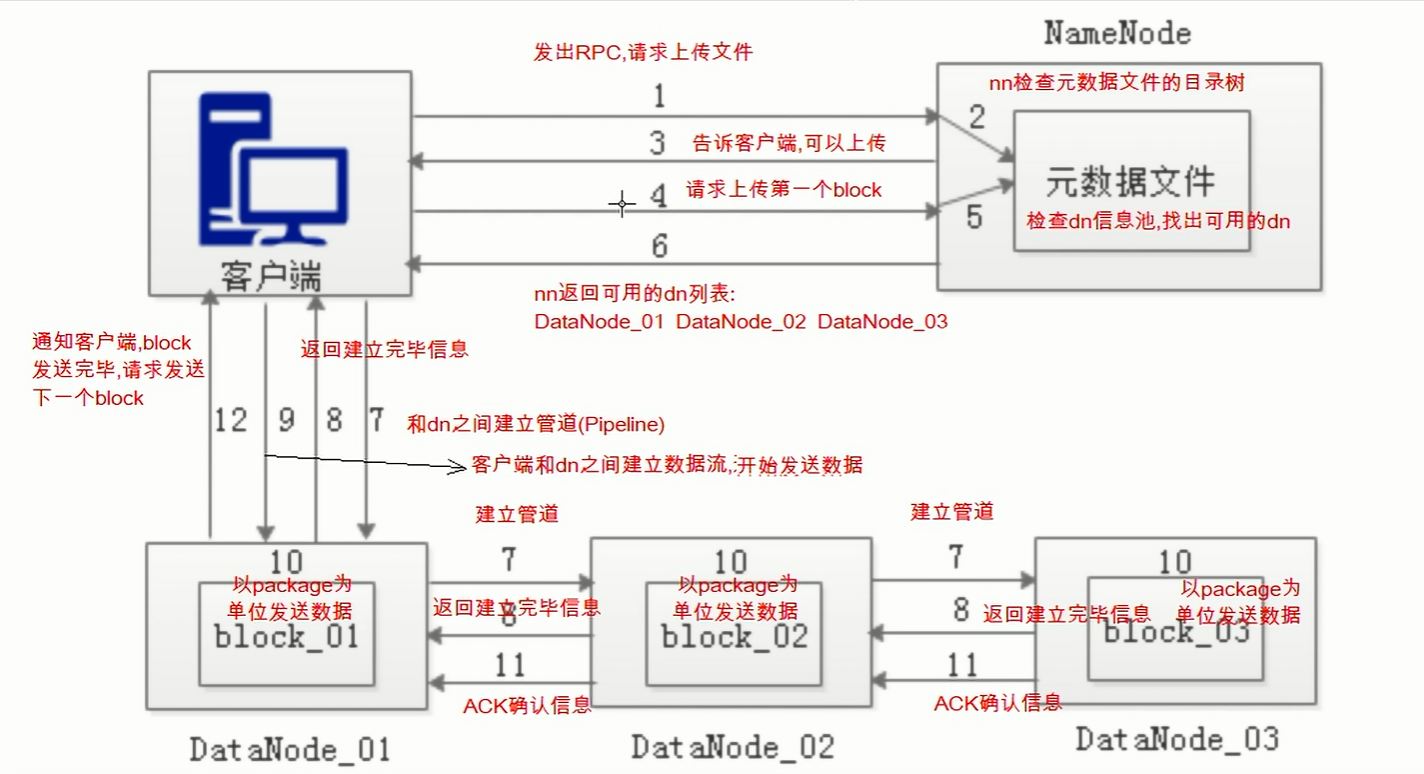 NameNode
发出RPC,请求上传文件
nn检查元数据文件的目录树
1
2
3
告诉客户端,可以上传
4
请求上传第一个block
元数据文件
5
检查dn信息池,找出可用的dn
6
客户端
nn返回可用的dn列表:
DataNode_01 DataNode_02 DataNode_03
通知客户端,block
发送完毕,请求发送
下一个block
返回建立完毕信息
12
9
8
7
和dn之间建立管道(Pipeline)
客户端和dn之间建立数据流,开始发送数据
建立管道
建立管道
10
以package为
单位发送数据
block_01
7
返回建立完毕信息
8
11
ACK确认信息
10
以package为
单位发送数据
block_02
7
8
返回建立完毕信息
11
ACK确认信息
10
以package为
单位发送数据
block_03
DataNode_01
DataNode_02
DataNode_03